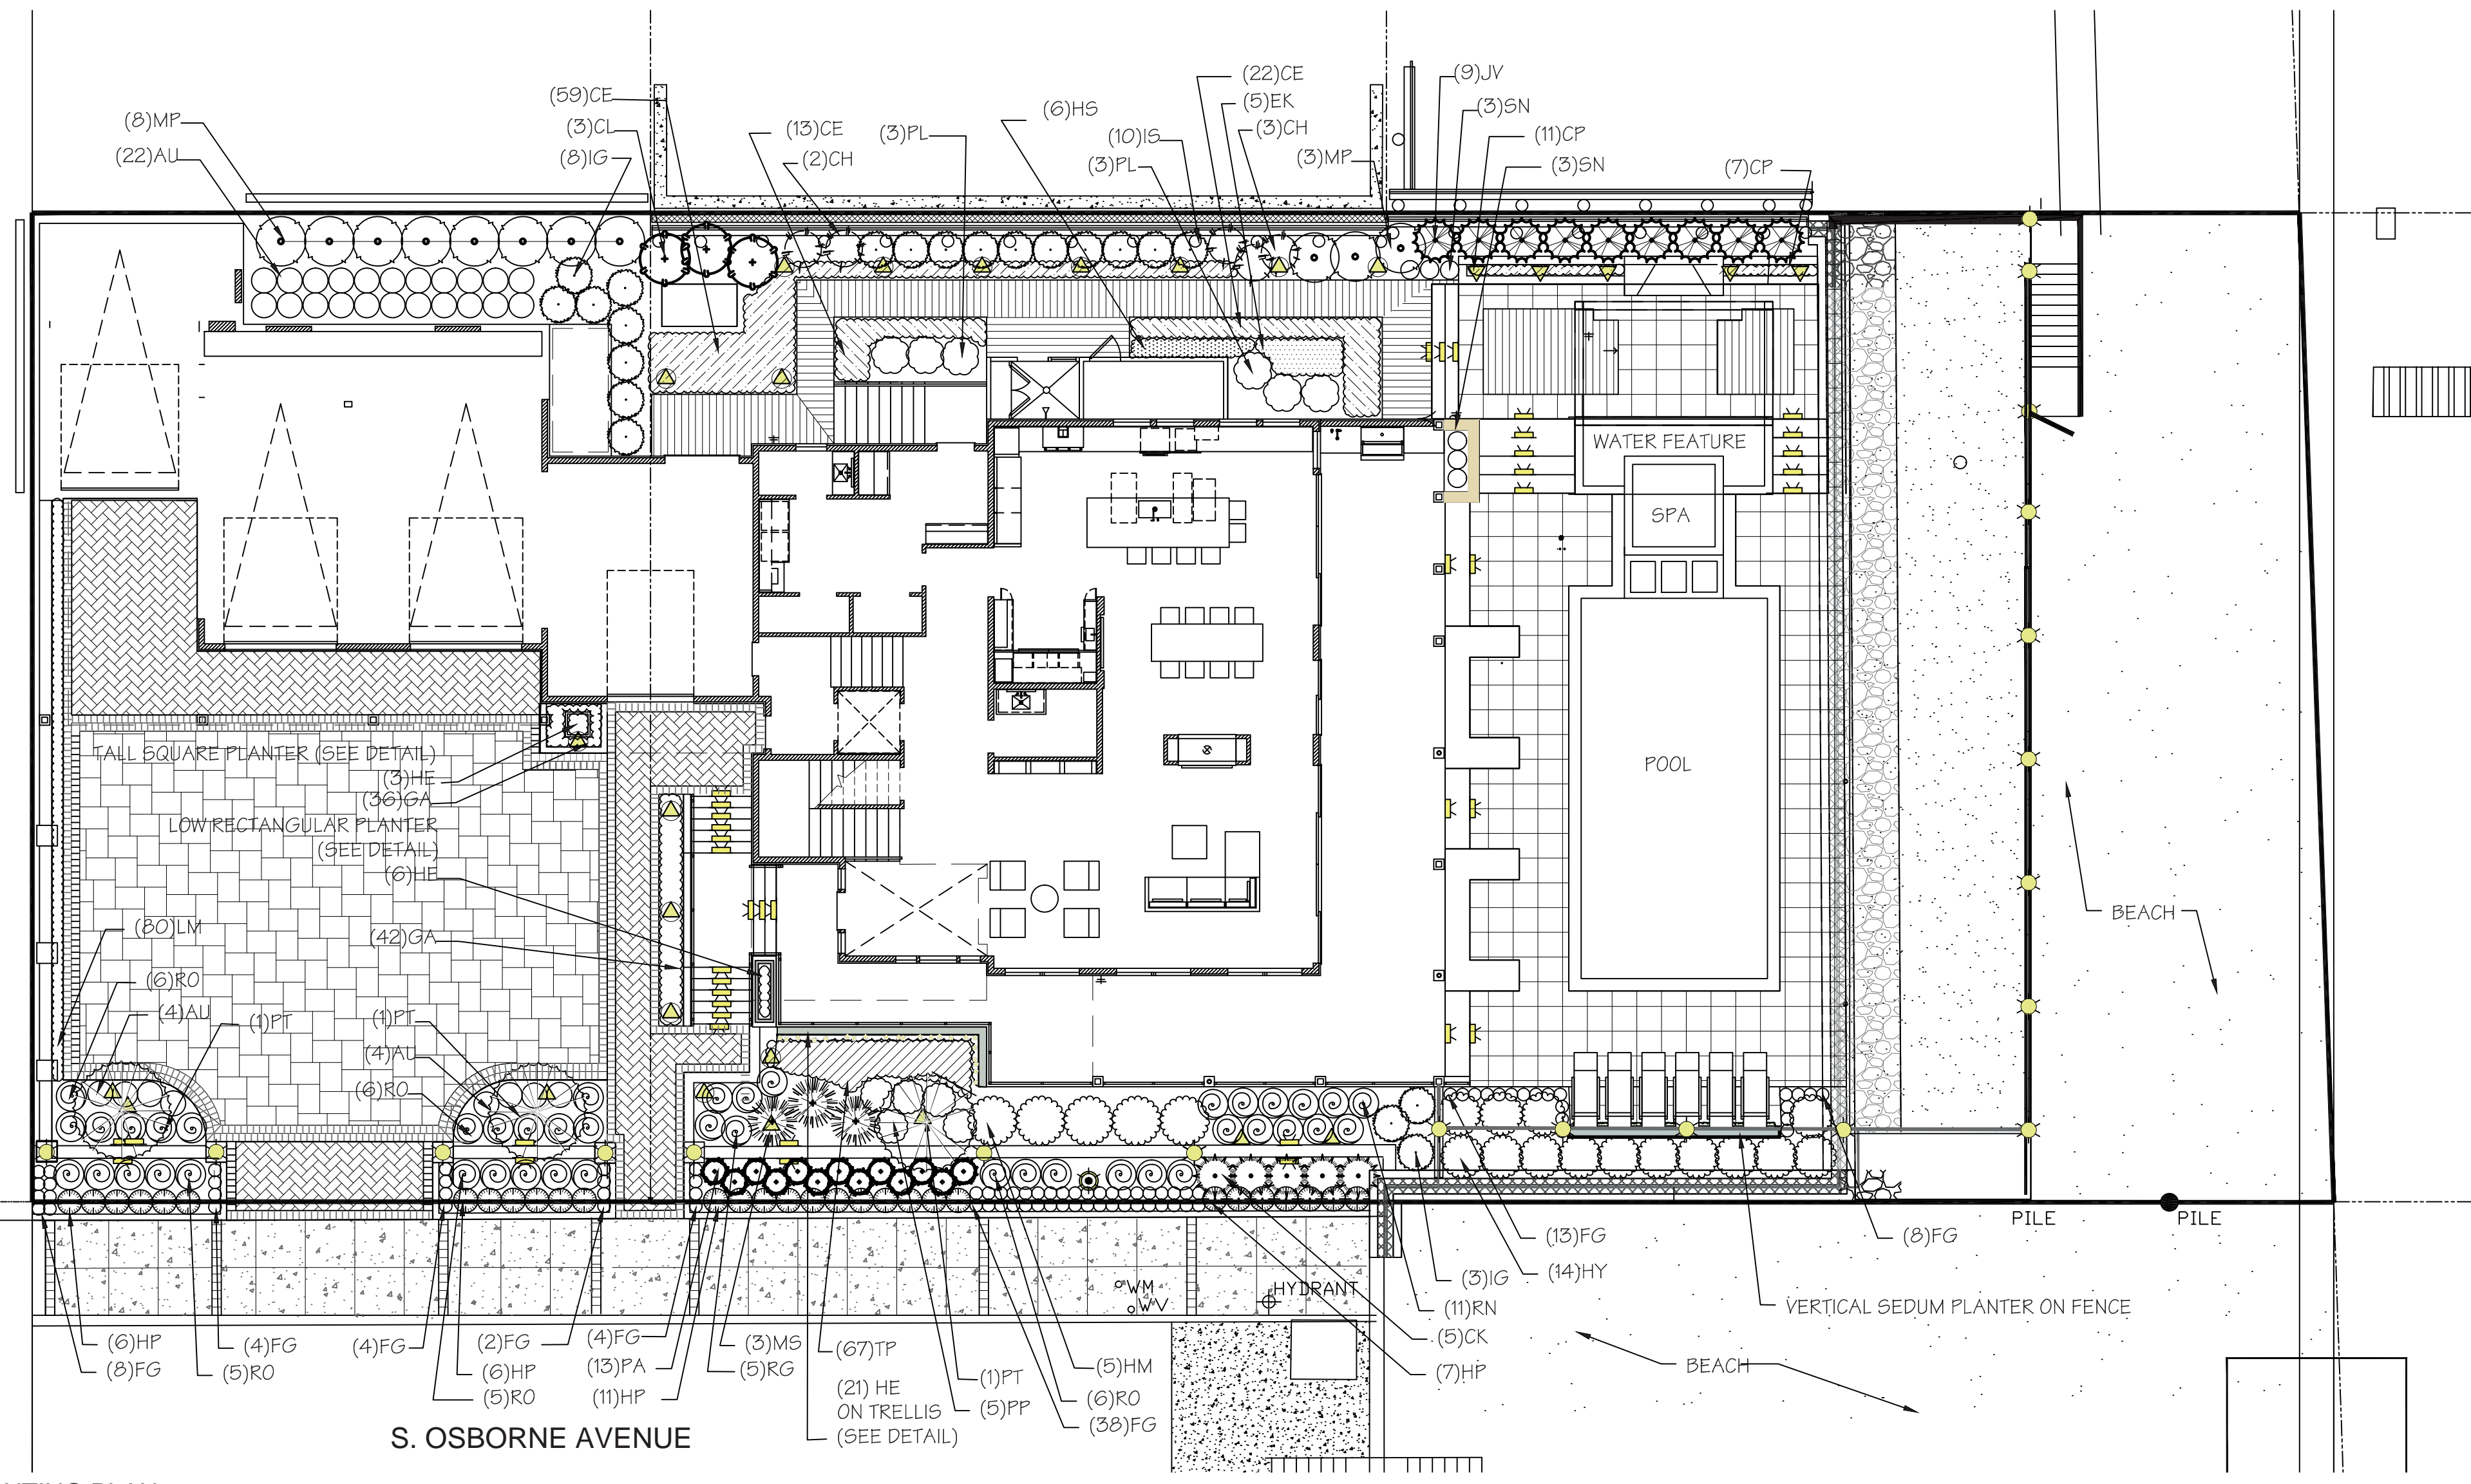 (8)MP
(22)AU
(59)CE
(3)CL
(8)IG
(13)CE
(2)CH
(3)PL
(6)HS
(10)IS
(3)PL
(22)CE
(5)EK
(3)CH
(3)MP
(9)JV
(3)SN
(11)CP
(3)SN
(7)CP
WATER FEATURE
SPA
POOL
TALL SQUARE PLANTER (SEE DETAIL)
(3)HE
(36)GA
LOW RECTANGULAR PLANTER
(SEE DETAIL)
(6)HE
(80)LM
(42)GA
(6)RO
(4)AU
(1)PT
(1)PT
(4)AU
(6)RO
BEACH
PILE
PILE
(13)FG
(8)FG
(3)IG
(14)HY
(11)RN
VERTICAL SEDUM PLANTER ON FENCE
WM
WV
HYDRANT
(5)CK
(7)HP
BEACH
(6)HP
(8)FG
(4)FG
(5)RO
(4)FG
(2)FG
(6)HP
(5)RO
(4)FG
(13)PA
(11)HP
(3)MS
(5)RG
(67)TP
(21) HE
ON TRELLIS
(SEE DETAIL)
(1)PT
(5)PP
(5)HM
(6)RO
(38)FG
S. OSBORNE AVENUE